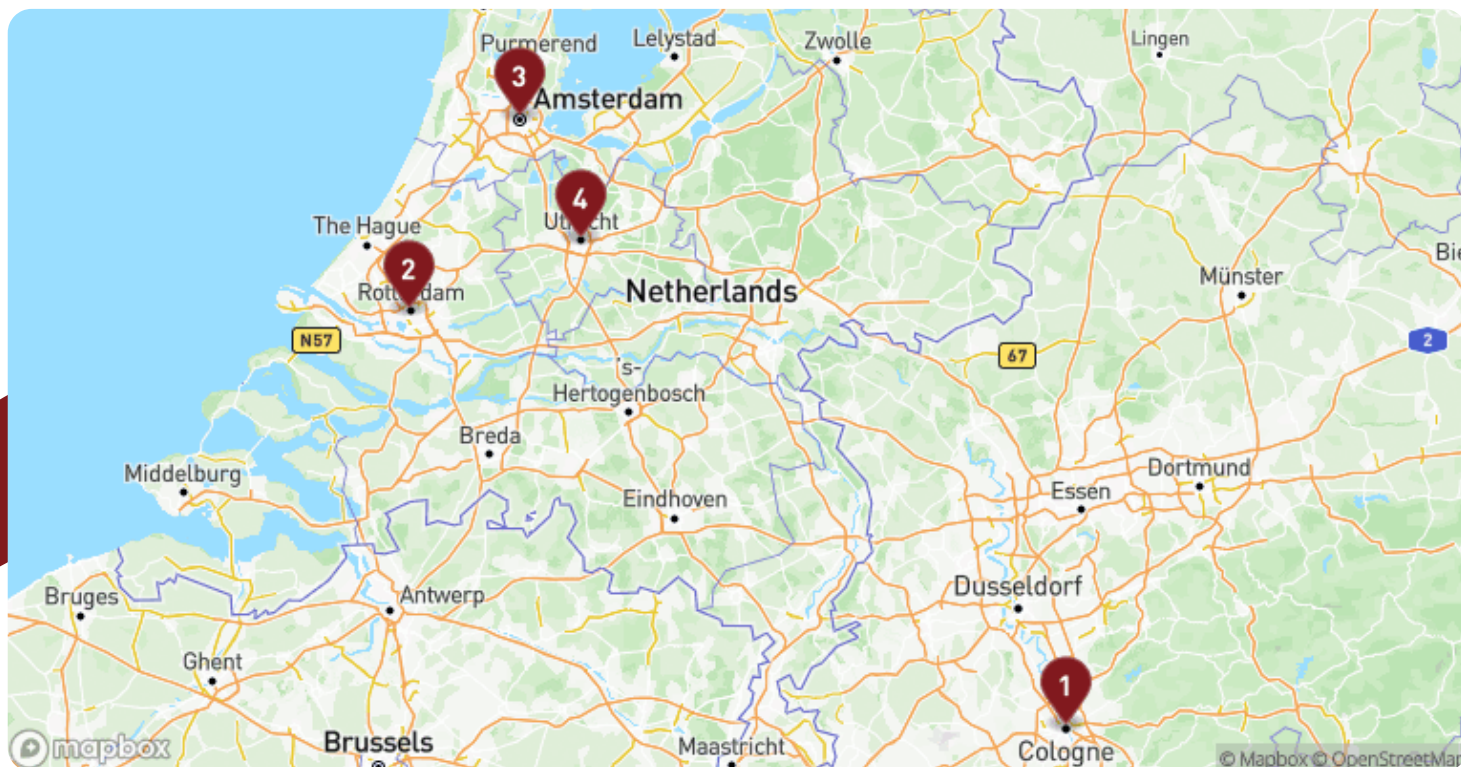 Purmerend
Lelystad
Zwolle
Lingen
3
Amsterdam
4
Utrecht
The Hague
2
Rotterdam
Netherlands
Münster
Bie
N57
67
2
's-
Hertogenbosch
Breda
Middelburg
Eindhoven
Essen
Dortmund
Bruges
Antwerp
Dusseldorf
Ghent
1
mapbox
Brussels
Maastricht
Cologne
© Mapbox © OpenStreetMap